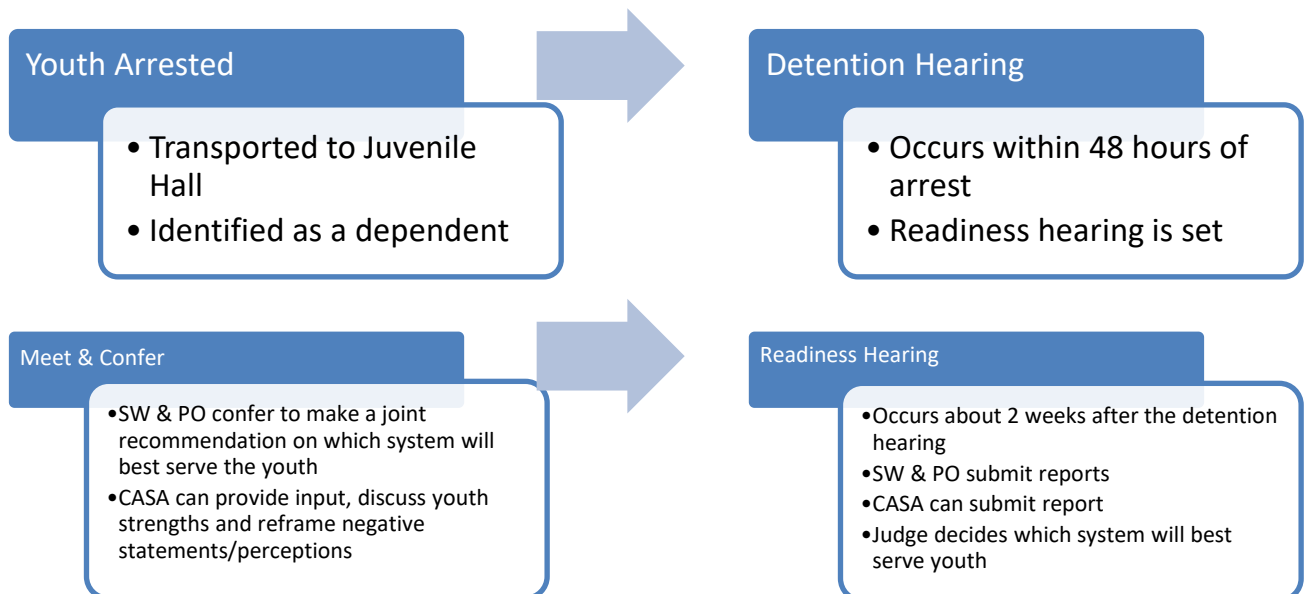 Youth Arrested
• Transported to Juvenile
Hall
• Identified as a dependent
Detention Hearing
• Occurs within 48 hours of
arrest
• Readiness hearing is set
Meet & Confer
•SW & PO confer to make a joint
recommendation on which system will
best serve the youth
•CASA can provide input, discuss youth
strengths and reframe negative
statements/perceptions
Readiness Hearing
•Occurs about 2 weeks after the detention
hearing
•SW & PO submit reports
•CASA can submit report
•Judge decides which system will best
serve youth